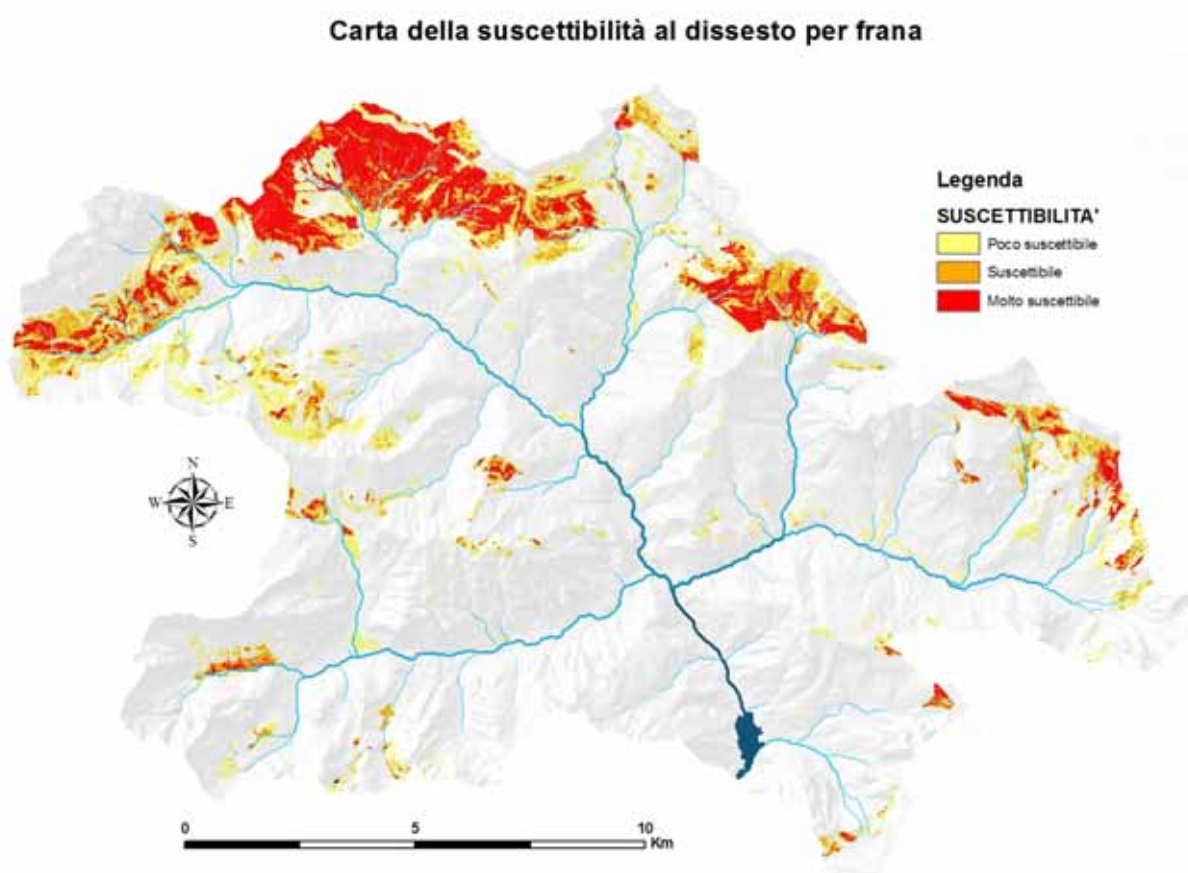 Carta della suscettibilità al dissesto per frana
Legenda
SUSCETTIBILITA'
Poco suscettibile
Suscettibile
Molto suscettibile
N
W E
S
0 5 10
Km